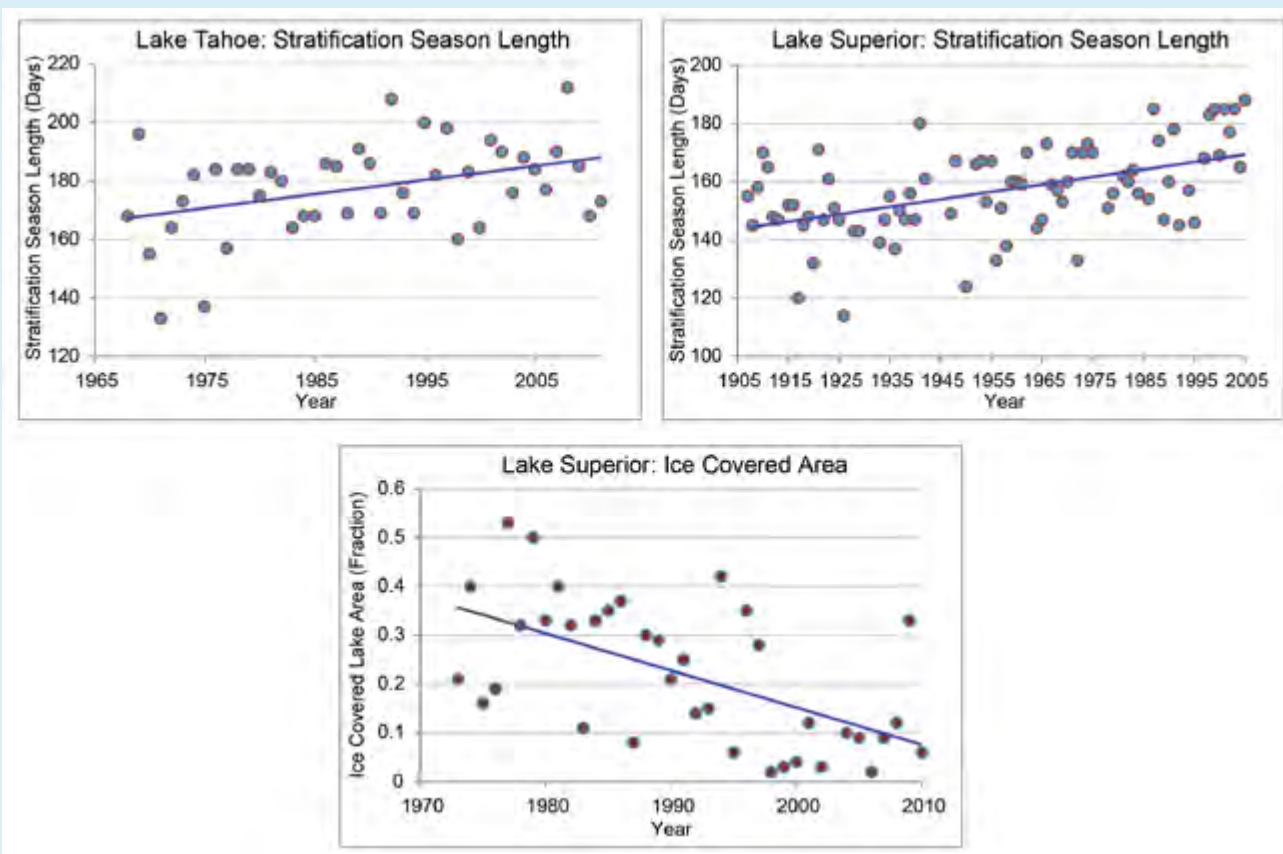 Lake Tahoe: Stratification Season Length
Stratification Season Length (Days)
220
200
180
160
140
120
1965 1975 1985 1995 2005
Year
Lake Superior: Stratification Season Length
Stratification Season Length (Days)
200
180
160
140
120
100
1905 1915 1925 1935 1945 1955 1965 1975 1985 1995 2005
Year
Lake Superior: Ice Covered Area
Ice Covered Lake Area (Fraction)
0.6
0.5
0.4
0.3
0.2
0.1
0
1970 1980 1990 2000 2010
Year